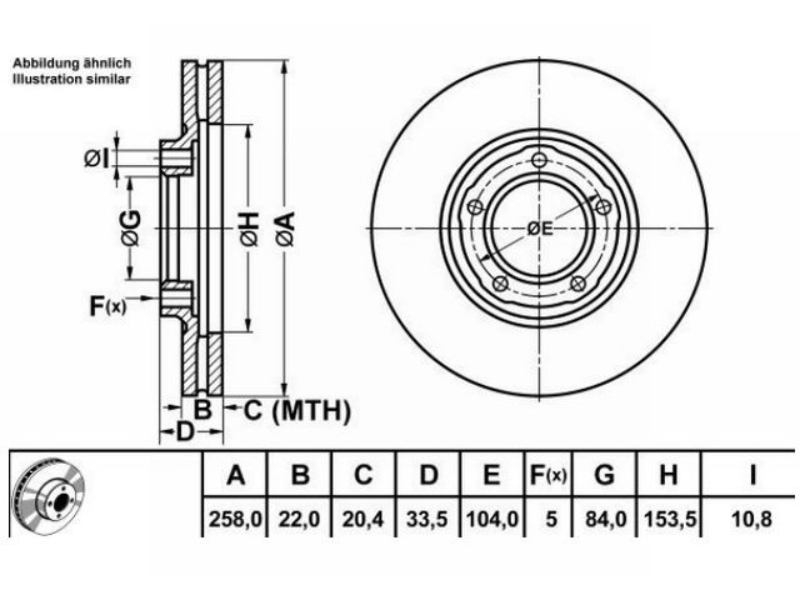 Abbildung ähnlich
Illustration similar
ØI
ØG
ØH
ØA
ØE
F(x)
B
C (MTH)
D
A B C D E F(x) G H I
258,0 22,0 20,4 33,5 104,0 5 84,0 153,5 10,8